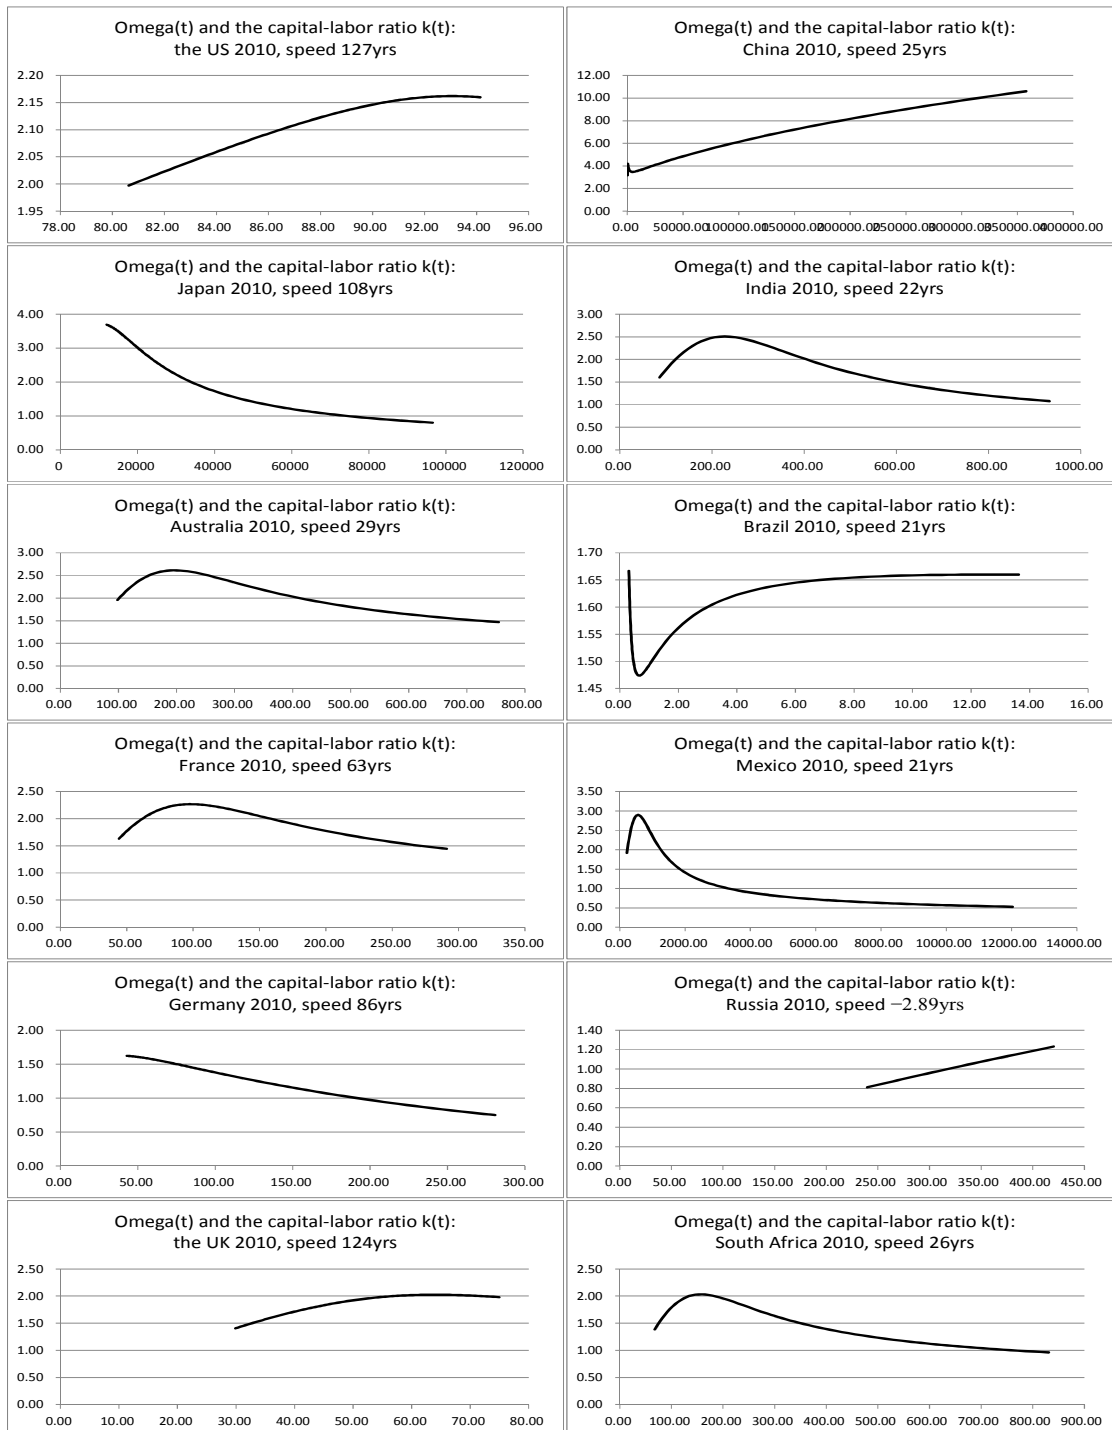 Omega(t) and the capital-labor ratio k(t):
the US 2010, speed 127yrs
2.20
2.15
2.10
2.05
2.00
1.95
78.00 80.00 82.00 84.00 86.00 88.00 90.00 92.00 94.00 96.00
Omega(t) and the capital-labor ratio k(t):
China 2010, speed 25yrs
12.00
10.00
8.00
6.00
4.00
2.00
0.00
0.00 50000.00 100000.00 150000.00 200000.00 250000.00 300000.00 350000.00 400000.00
Omega(t) and the capital-labor ratio k(t):
Japan 2010, speed 108yrs
4.00
3.00
2.00
1.00
0.00
0 20000 40000 60000 80000 100000 120000
Omega(t) and the capital-labor ratio k(t):
India 2010, speed 22yrs
3.00
2.50
2.00
1.50
1.00
0.50
0.00
0.00 200.00 400.00 600.00 800.00 1000.00
Omega(t) and the capital-labor ratio k(t):
Australia 2010, speed 29yrs
3.00
2.50
2.00
1.50
1.00
0.50
0.00
0.00 100.00 200.00 300.00 400.00 500.00 600.00 700.00 800.00
Omega(t) and the capital-labor ratio k(t):
Brazil 2010, speed 21yrs
1.70
1.65
1.60
1.55
1.50
1.45
0.00 2.00 4.00 6.00 8.00 10.00 12.00 14.00 16.00
Omega(t) and the capital-labor ratio k(t):
France 2010, speed 63yrs
2.50
2.00
1.50
1.00
0.50
0.00
0.00 50.00 100.00 150.00 200.00 250.00 300.00 350.00
Omega(t) and the capital-labor ratio k(t):
Mexico 2010, speed 21yrs
3.50
3.00
2.50
2.00
1.50
1.00
0.50
0.00
0.00 2000.00 4000.00 6000.00 8000.00 10000.00 12000.00 14000.00
Omega(t) and the capital-labor ratio k(t):
Germany 2010, speed 86yrs
2.00
1.50
1.00
0.50
0.00
0.00 50.00 100.00 150.00 200.00 250.00 300.00
Omega(t) and the capital-labor ratio k(t):
Russia 2010, speed −2.89yrs
1.40
1.20
1.00
0.80
0.60
0.40
0.20
0.00
0.00 50.00 100.00 150.00 200.00 250.00 300.00 350.00 400.00 450.00
Omega(t) and the capital-labor ratio k(t):
the UK 2010, speed 124yrs
2.50
2.00
1.50
1.00
0.50
0.00
0.00 10.00 20.00 30.00 40.00 50.00 60.00 70.00 80.00
Omega(t) and the capital-labor ratio k(t):
South Africa 2010, speed 26yrs
2.50
2.00
1.50
1.00
0.50
0.00
0.00 100.00 200.00 300.00 400.00 500.00 600.00 700.00 800.00 900.00